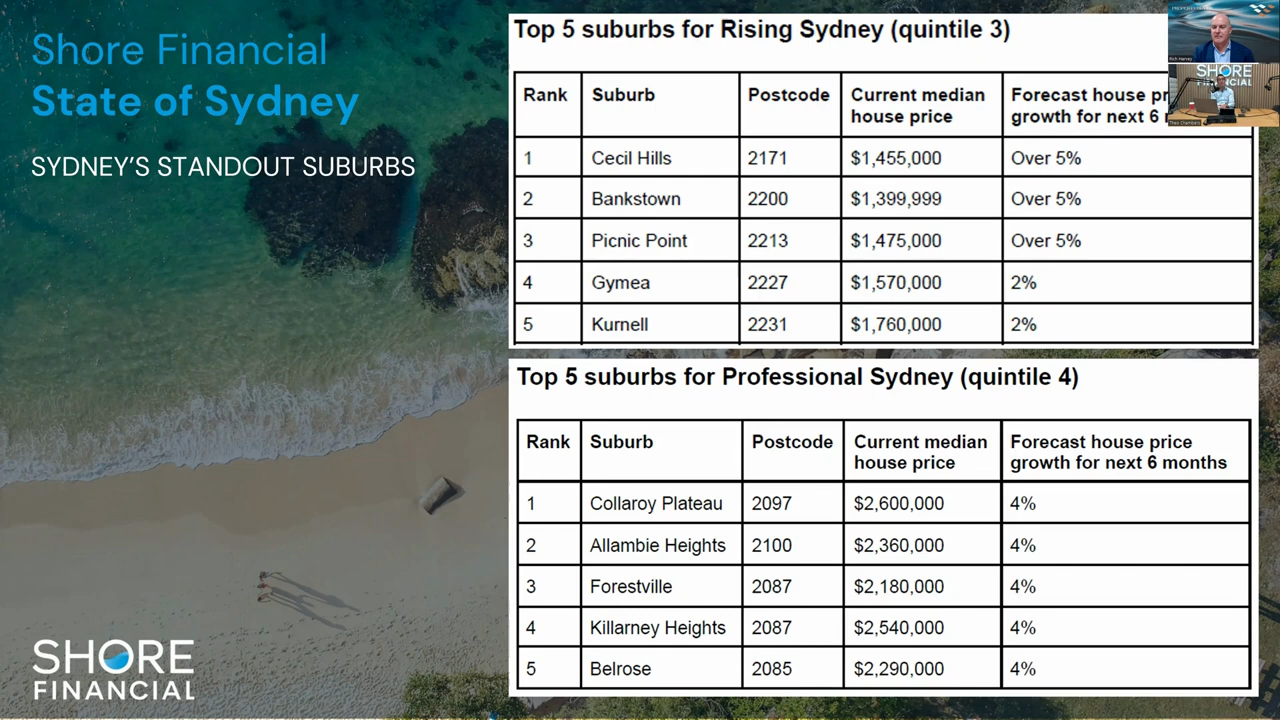 Shore Financial
State of Sydney
SYDNEY'S STANDOUT SUBURBS
SHORE
FINANCIAL
Top 5 suburbs for Rising Sydney (quintile 3)
Rank Suburb Postcode Current median house price Forecast house growth for next 6
1 Cecil Hills 2171 $1,455,000 Over 5%
2 Bankstown 2200 $1,399,999 Over 5%
3 Picnic Point 2213 $1,475,000 Over 5%
4 Gymea 2227 $1,570,000 2%
5 Kurnell 2231 $1,760,000 2%
Top 5 suburbs for Professional Sydney (quintile 4)
Rank Suburb Postcode Current median house price Forecast house price growth for next 6 months
1 Collaroy Plateau 2097 $2,600,000 4%
2 Allambie Heights 2100 $2,360,000 4%
3 Forestville 2087 $2,180,000 4%
4 Killarney Heights 2087 $2,540,000 4%
5 Belrose 2085 $2,290,000 4%
Rich Harvey
SHORE
FINANCIAL
Theo Chambers